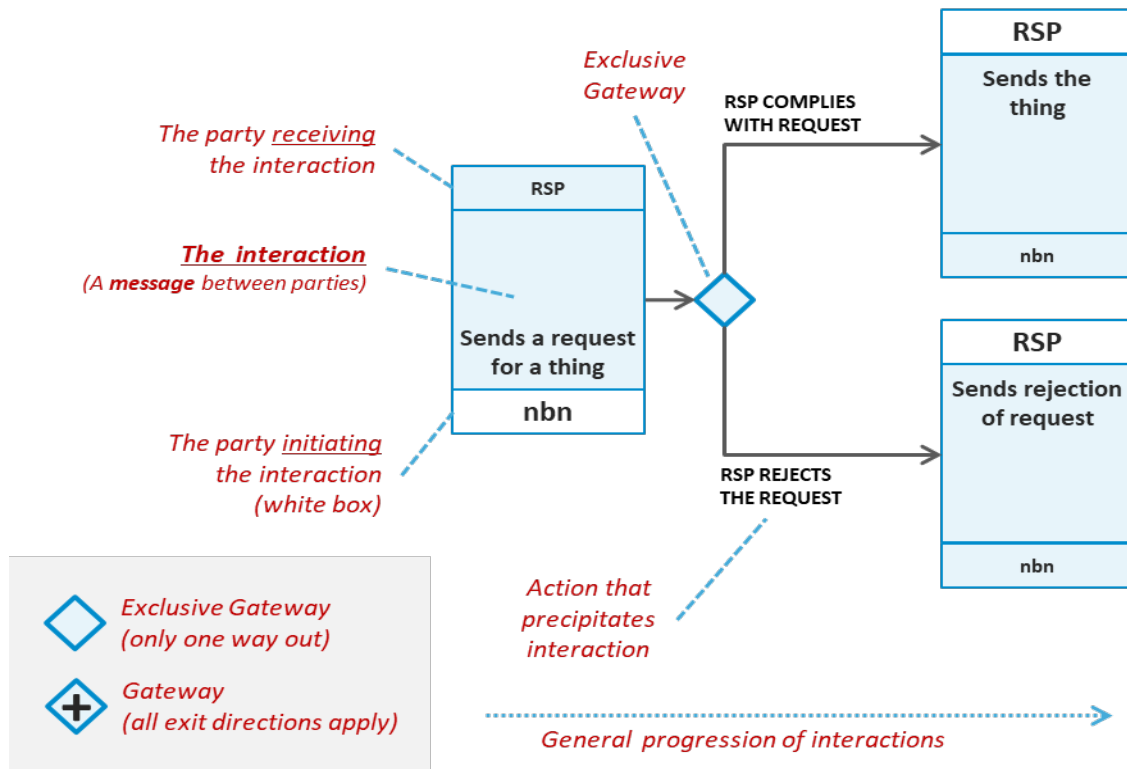 Exclusive
Gateway
The party receiving
the interaction
The interaction
(A message between parties)
The party initiating
the interaction
(white box)
RSP
Sends a request
for a thing
nbn
RSP COMPLIES
WITH REQUEST
RSP
Sends the
thing
nbn
RSP REJECTS
THE REQUEST
RSP
Sends rejection
of request
nbn
Action that
precipitates
interaction
Exclusive Gateway
(only one way out)
Gateway
(all exit directions apply)
General progression of interactions